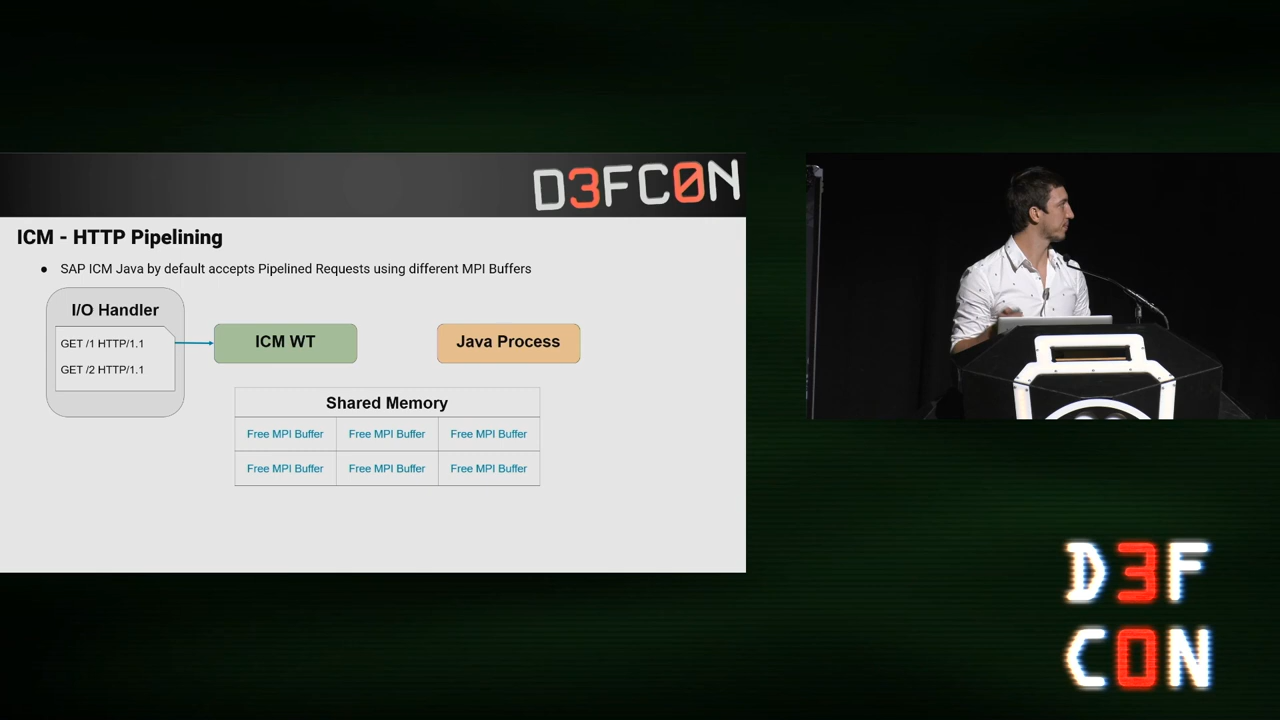 D3FC0N
ICM - HTTP Pipelining
● SAP ICM Java by default accepts Pipelined Requests using different MPI Buffers
I/O Handler
GET /1 HTTP/1.1
GET /2 HTTP/1.1
ICM WT
Java Process
Shared Memory
Free MPI Buffer Free MPI Buffer Free MPI Buffer
Free MPI Buffer Free MPI Buffer Free MPI Buffer
D3F
C0N